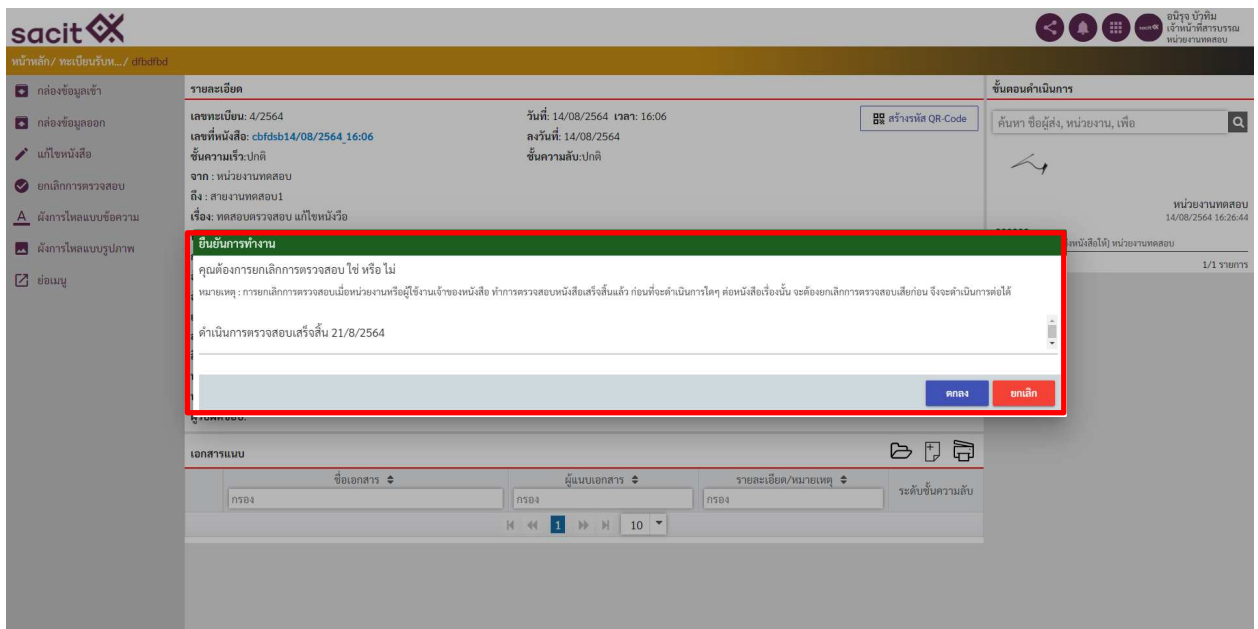 sacit
อนิรุจ บัวทิม
เจ้าหน้าที่สารบรรณ
หน่วยงานทดสอบ
หน้าหลัก/ ทะเบียนรับห.../ dfbdfbd
กล่องข้อมูลเข้า
กล่องข้อมูลออก
แก้ไขหนังสือ
ยกเลิกการตรวจสอบ
ผังการไหลแบบข้อความ
ผังการไหลแบบรูปภาพ
ย่อเมนู
รายละเอียด
เลขทะเบียน: 4/2564 วันที่: 14/08/2564 เวลา: 16:06
สร้างรหัส QR-Code
เลขที่หนังสือ: cbfdsb14/08/2564 16:06 ลงวันที่: 14/08/2564
ชั้นความเร็ว:ปกติ ชั้นความลับ:ปกติ
จาก : หน่วยงานทดสอบ
ถึง : สายงานทดสอบ1
เรื่อง: ทดสอบตรวจสอบ แก้ไขหนังวือ
ขั้นตอนดำเนินการ
ค้นหา ชื่อผู้ส่ง, หน่วยงาน, เพื่อ
หน่วยงานทดสอบ
14/08/2564 16:26:44
หนังสือให้] หน่วยงานทดสอบ
1/1 รายการ
ยืนยันการทำงาน
คุณต้องการยกเลิกการตรวจสอบ ใช่ หรือ ไม่
หมายเหตุ : การยกเลิกการตรวจสอบเมื่อหน่วยงานหรือผู้ใช้งานเจ้าของหนังสือ ทำการตรวจสอบหนังสือเสร็จสิ้นแล้ว ก่อนที่จะดำเนินการใดๆ ต่อหนังสือเรื่องนั้น จะต้องยกเลิกการตรวจสอบเสียก่อน จึงจะดำเนินการต่อได้
ดำเนินการตรวจสอบเสร็จสิ้น 21/8/2564
ตกลง
ยกเลิก
เอกสารแนบ
ชื่อเอกสาร ผู้แนบเอกสาร รายละเอียด/หมายเหตุ ระดับชั้นความลับ
กรอง กรอง กรอง
1 10